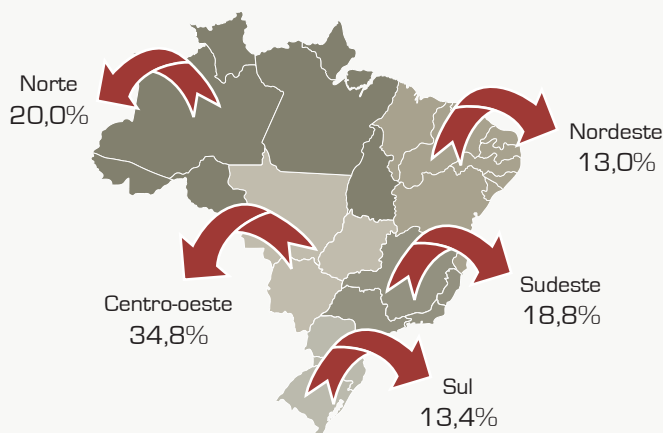 Norte
20,0%
Nordeste
13,0%
Centro-oeste
34,8%
Sudeste
18,8%
Sul
13,4%